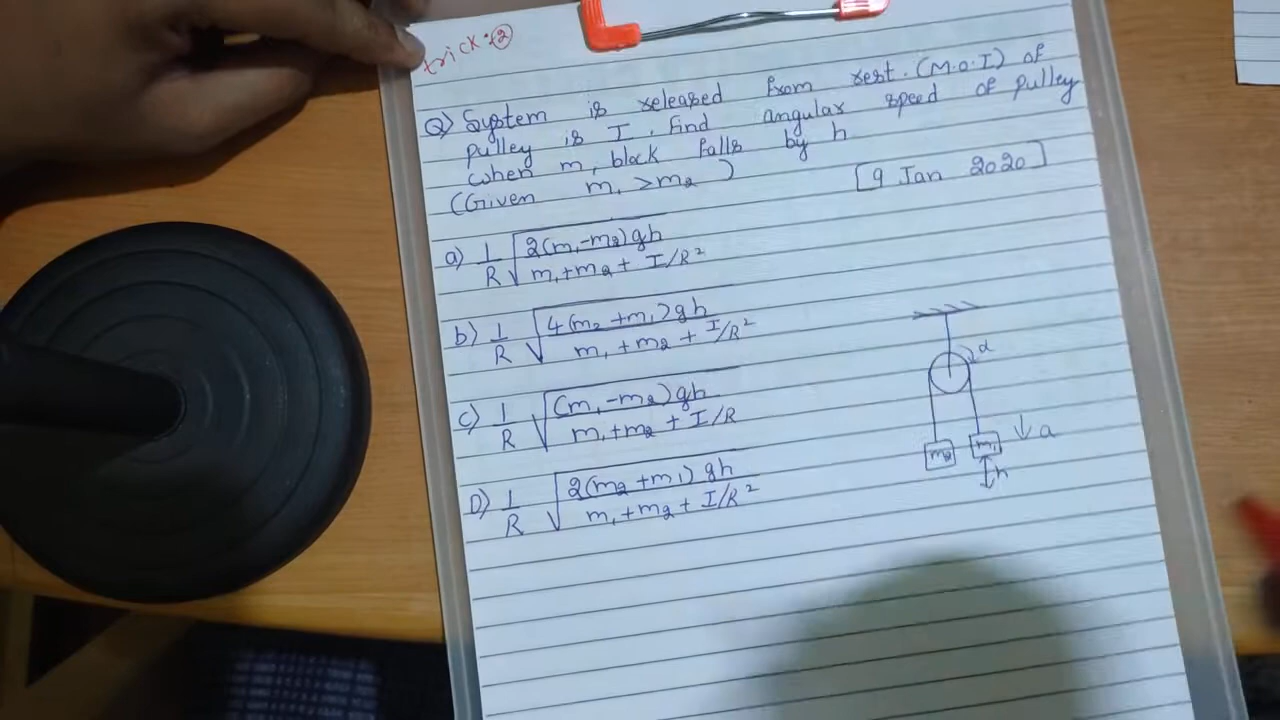 trick:②
Q) System is released from rest. (M.O.I) of
pulley is I. Find angular speed of pulley
when m₁ block falls by h
(Given m₁ > m₂) [9 Jan 2020]
a) 1/R √(2(m₁-m₂)gh / m₁+m₂+I/R²)
b) 1/R √(4(m₂+m₁)gh / m₁+m₂+I/R²)
c) 1/R √((m₁-m₂)gh / m₁+m₂+I/R)
D) 1/R √(2(m₂+m₁)gh / m₁+m₂+I/R²)
α
m₂ m₁ a
h